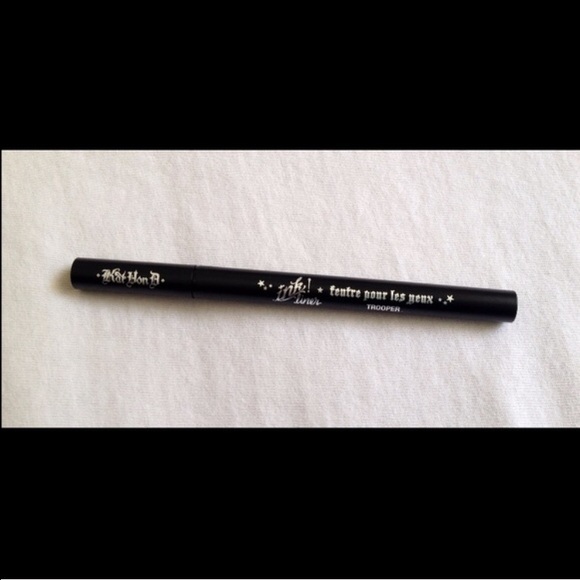 Kat Von D
Ink! Liner
feutre pour les yeux
TROOPER